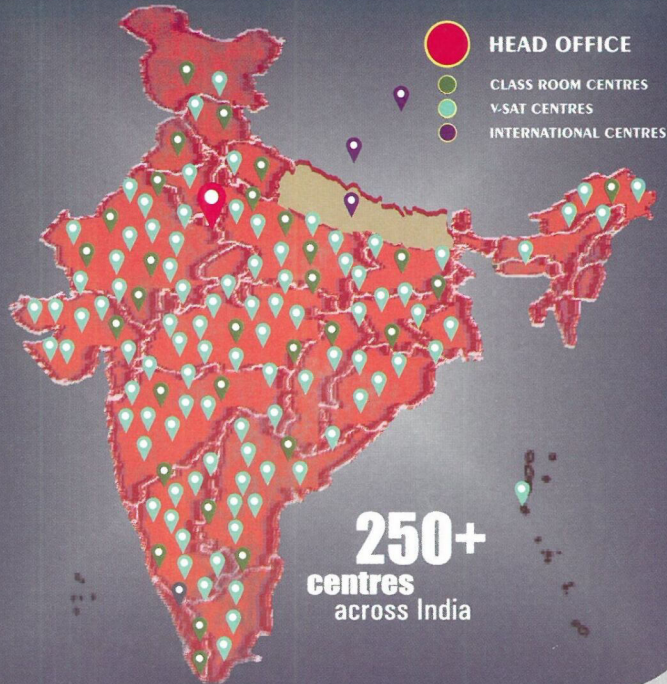 HEAD OFFICE
CLASS ROOM CENTRES
V-SAT CENTRES
INTERNATIONAL CENTRES
250+
centres
across India